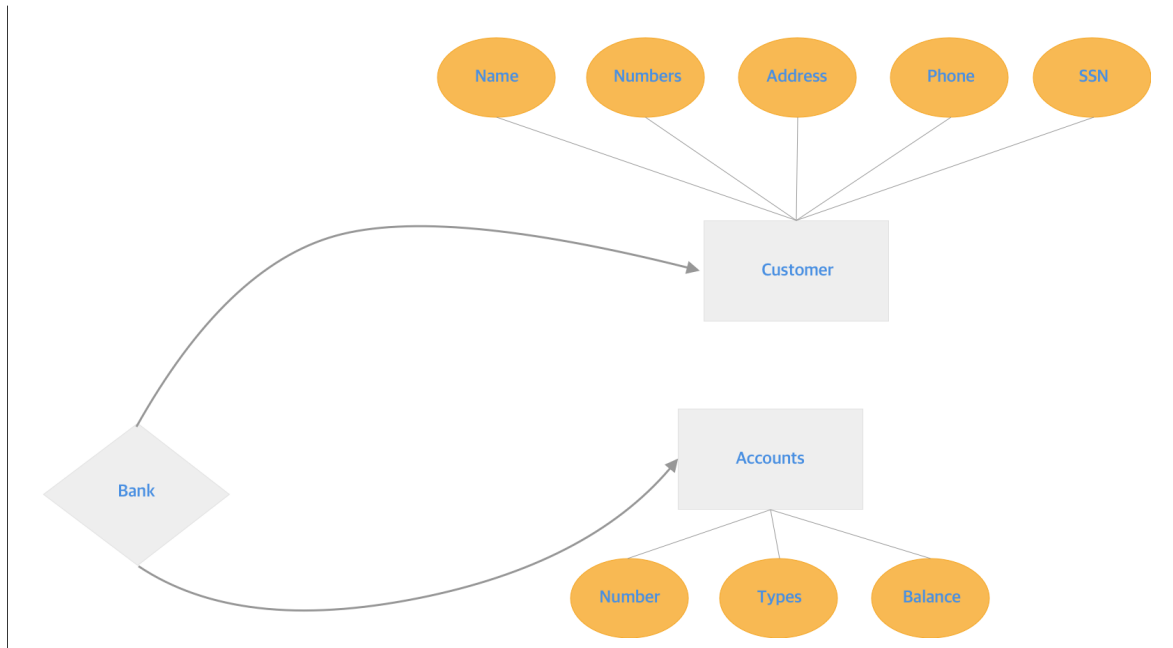 Name
Numbers
Address
Phone
SSN
Customer
Accounts
Bank
Number
Types
Balance